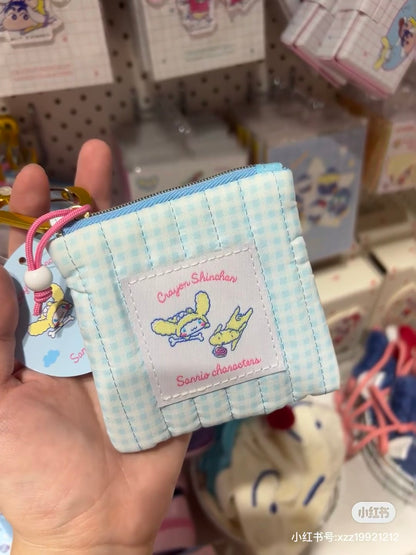 Crayon Shinchan
Sanrio characters
小红书
小红书号:xzz19921212